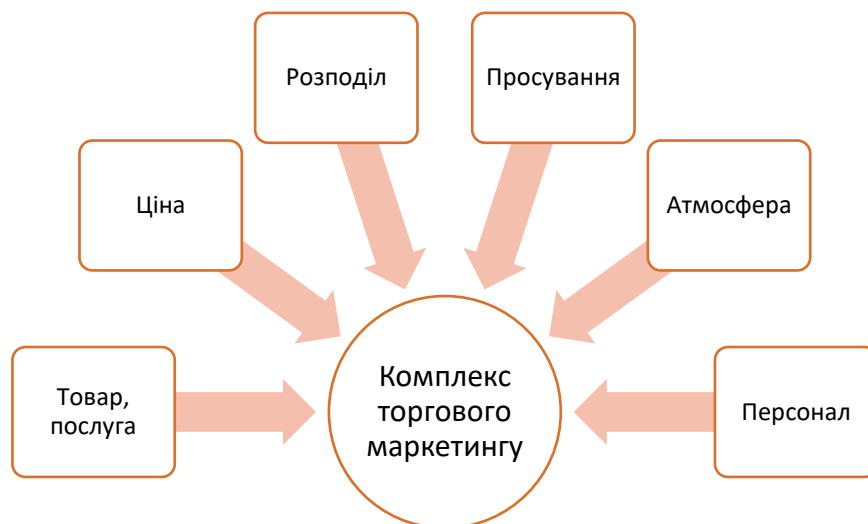 Розподіл
Просування
Ціна
Атмосфера
Товар,
послуга
Комплекс
торгового
маркетингу
Персонал